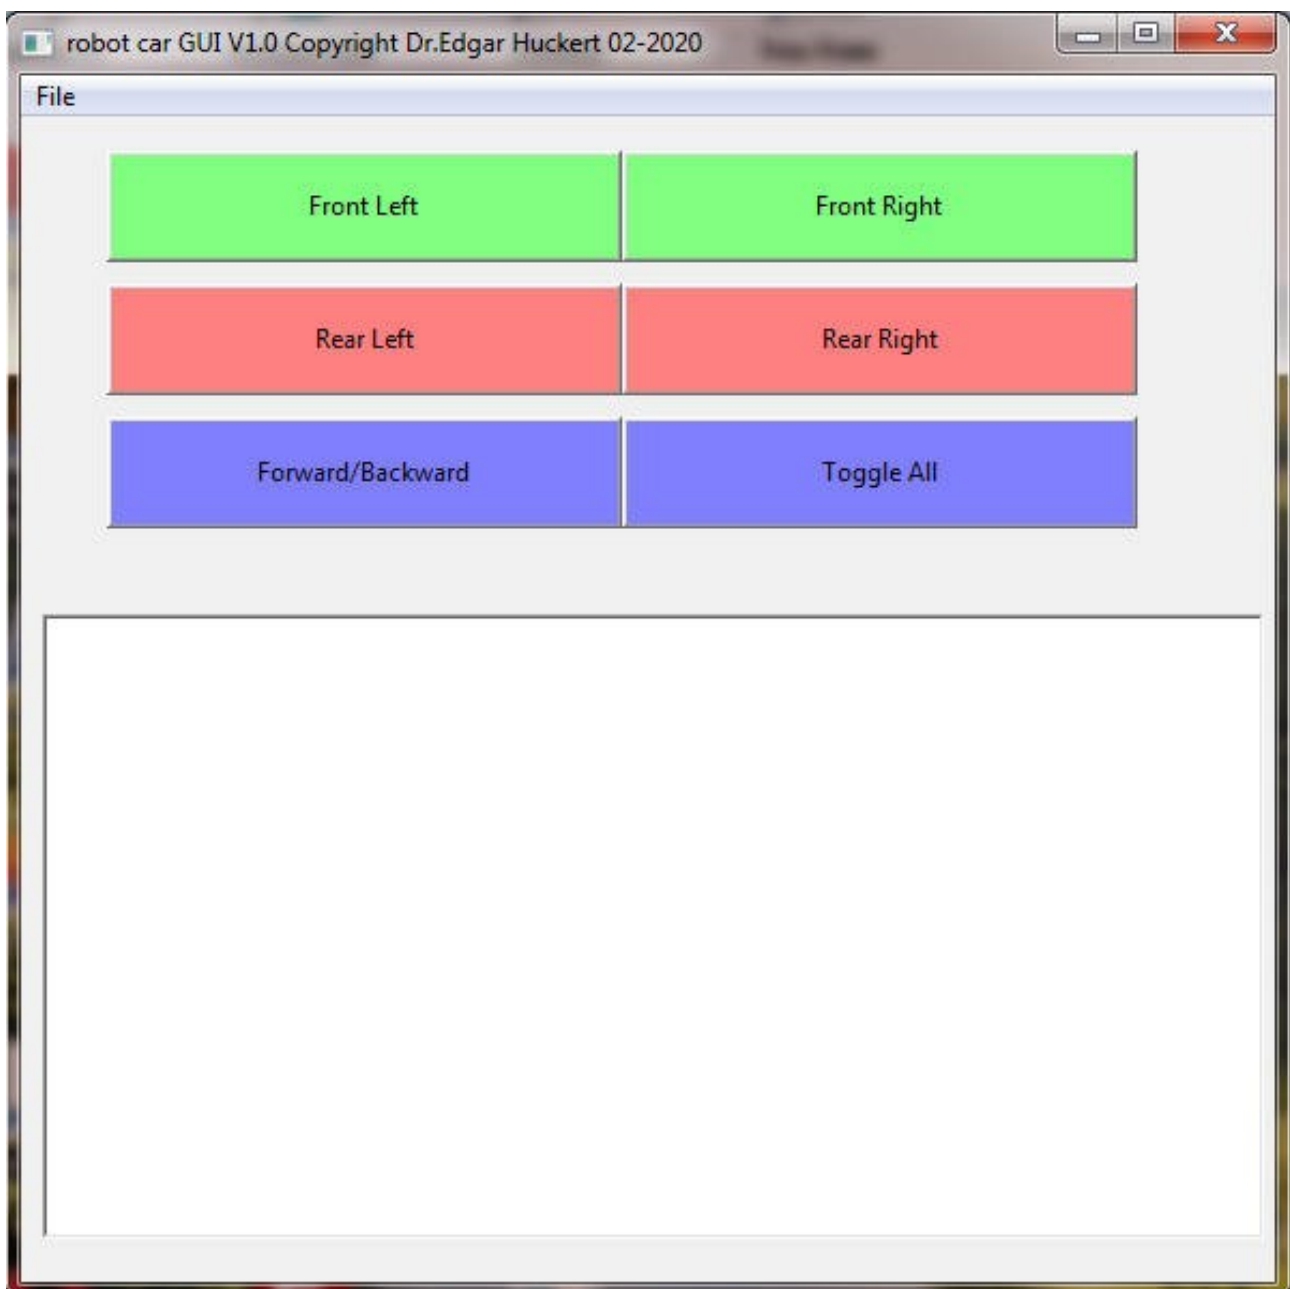 robot car GUI V1.0 Copyright Dr.Edgar Huckert 02-2020
File
Front Left
Front Right
Rear Left
Rear Right
Forward/Backward
Toggle All